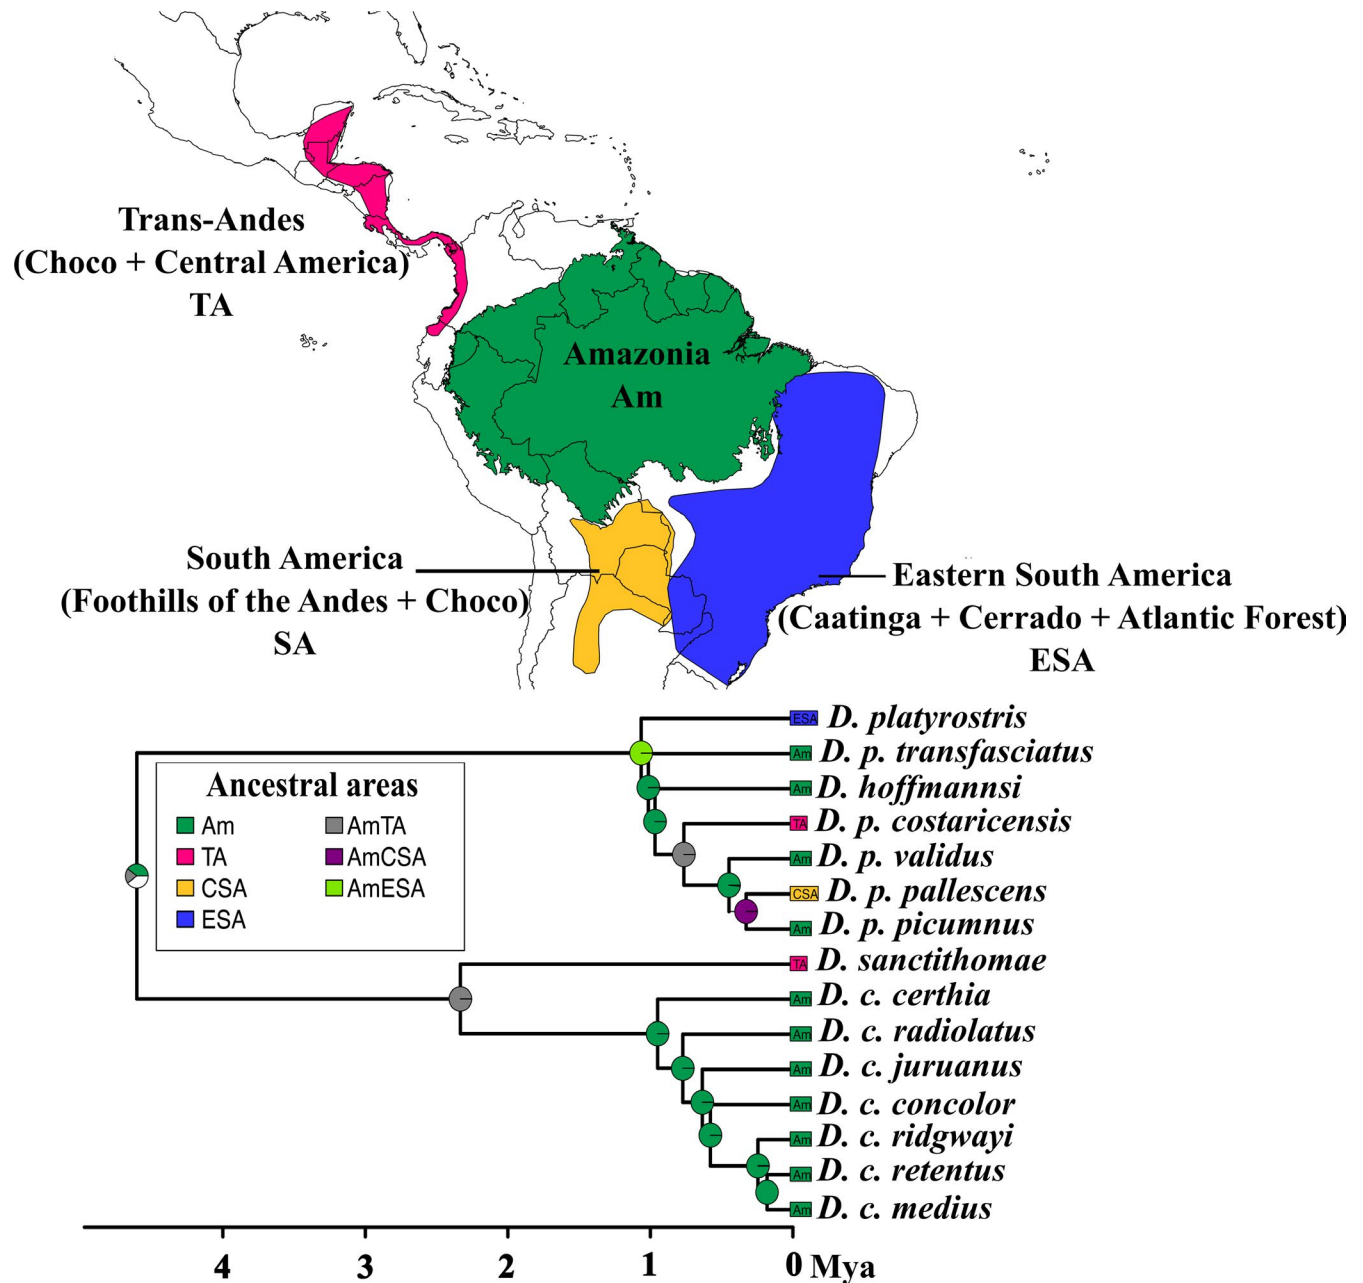 Trans-Andes
(Choco + Central America)
TA
Amazonia
Am
South America
(Foothills of the Andes + Choco)
SA
Eastern South America
(Caatinga + Cerrado + Atlantic Forest)
ESA
ESA D. platyrostris
Am D. p. transfasciatus
Am D. hoffmannsi
TA D. p. costaricensis
Am D. p. validus
CSA D. p. pallescens
Am D. p. picumnus
TA D. sanctithomae
Am D. c. certhia
Am D. c. radiolatus
Am D. c. juruanus
Am D. c. concolor
Am D. c. ridgwayi
Am D. c. retentus
Am D. c. medius
Ancestral areas
Am AmTA
TA AmCSA
CSA AmESA
ESA
4 3 2 1 0 Mya